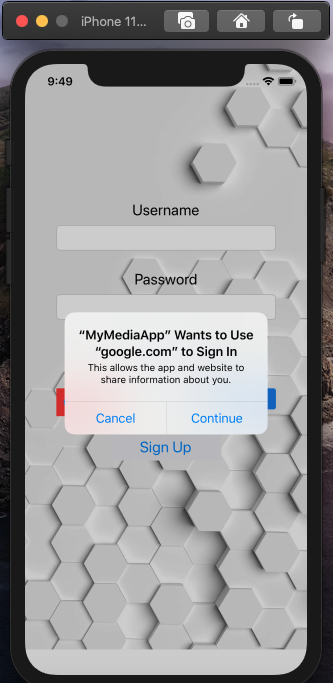 iPhone 11...
9:49
Username
Password
“MyMediaApp” Wants to Use
“google.com” to Sign In
This allows the app and website to
share information about you.
Cancel
Continue
Sign Up